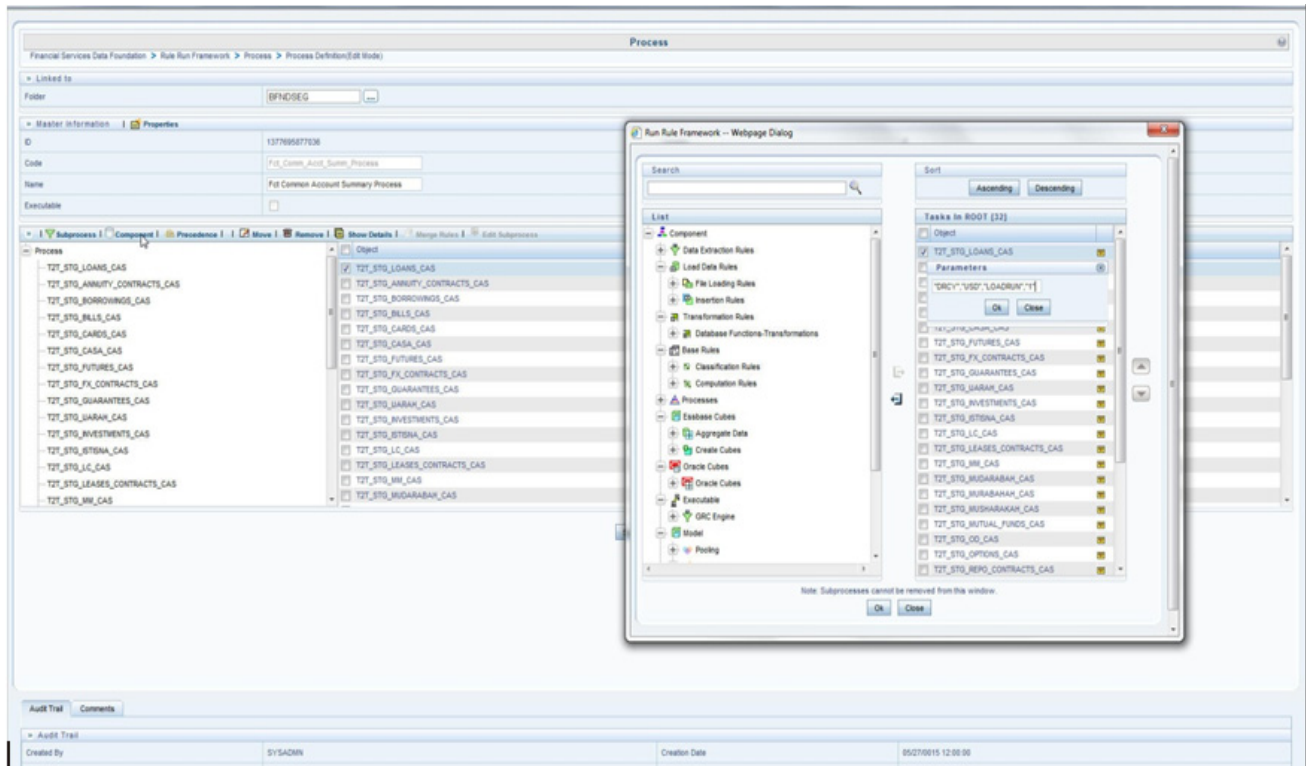 Process
Financial Services Data Foundation > Rule Run Framework > Process > Process Definition(Edit Mode)
Linked to
Folder BFNDSEG ...
Master Information | Properties
ID 1377695877036
Code Fct_Comm_Acct_Summ_Process
Name Fct Common Account Summary Process
Executable
Subprocess | Component | Precedence | | Move | Remove | Show Details | Merge Rules | Edit Subprocess
Process
T2T_STG_LOANS_CAS
T2T_STG_ANNUITY_CONTRACTS_CAS
T2T_STG_BORROWINGS_CAS
T2T_STG_BILLS_CAS
T2T_STG_CARDS_CAS
T2T_STG_CASA_CAS
T2T_STG_FUTURES_CAS
T2T_STG_FX_CONTRACTS_CAS
T2T_STG_GUARANTEES_CAS
T2T_STG_IJARAH_CAS
T2T_STG_INVESTMENTS_CAS
T2T_STG_ISTISNA_CAS
T2T_STG_LC_CAS
T2T_STG_LEASES_CONTRACTS_CAS
T2T_STG_MM_CAS
Object
T2T_STG_LOANS_CAS
T2T_STG_ANNUITY_CONTRACTS_CAS
T2T_STG_BORROWINGS_CAS
T2T_STG_BILLS_CAS
T2T_STG_CARDS_CAS
T2T_STG_CASA_CAS
T2T_STG_FUTURES_CAS
T2T_STG_FX_CONTRACTS_CAS
T2T_STG_GUARANTEES_CAS
T2T_STG_IJARAH_CAS
T2T_STG_INVESTMENTS_CAS
T2T_STG_ISTISNA_CAS
T2T_STG_LC_CAS
T2T_STG_LEASES_CONTRACTS_CAS
T2T_STG_MM_CAS
T2T_STG_MUDARABAH_CAS
Run Rule Framework -- Webpage Dialog
Search
Sort
Ascending Descending
List
Component
Data Extraction Rules
Load Data Rules
File Loading Rules
Insertion Rules
Transformation Rules
Database Functions-Transformations
Base Rules
Classification Rules
Computation Rules
Processes
Essbase Cubes
Aggregate Data
Create Cubes
Oracle Cubes
Oracle Cubes
Executable
GRC Engine
Model
Pooling
Tasks In ROOT [32]
Object
T2T_STG_LOANS_CAS
Parameters
"DRCY","USD","LOADRUN","1"
Ok Close
T2T_STG_CASA_CAS
T2T_STG_FUTURES_CAS
T2T_STG_FX_CONTRACTS_CAS
T2T_STG_GUARANTEES_CAS
T2T_STG_IJARAH_CAS
T2T_STG_INVESTMENTS_CAS
T2T_STG_ISTISNA_CAS
T2T_STG_LC_CAS
T2T_STG_LEASES_CONTRACTS_CAS
T2T_STG_MM_CAS
T2T_STG_MUDARABAH_CAS
T2T_STG_MURABAHAH_CAS
T2T_STG_MUSHARAKAH_CAS
T2T_STG_MUTUAL_FUNDS_CAS
T2T_STG_OD_CAS
T2T_STG_OPTIONS_CAS
T2T_STG_REPO_CONTRACTS_CAS
Note: Subprocesses cannot be removed from this window.
Ok Close
Audit Trail Comments
Audit Trail
Created By SYSADMN Creation Date 05/27/0015 12:00:00